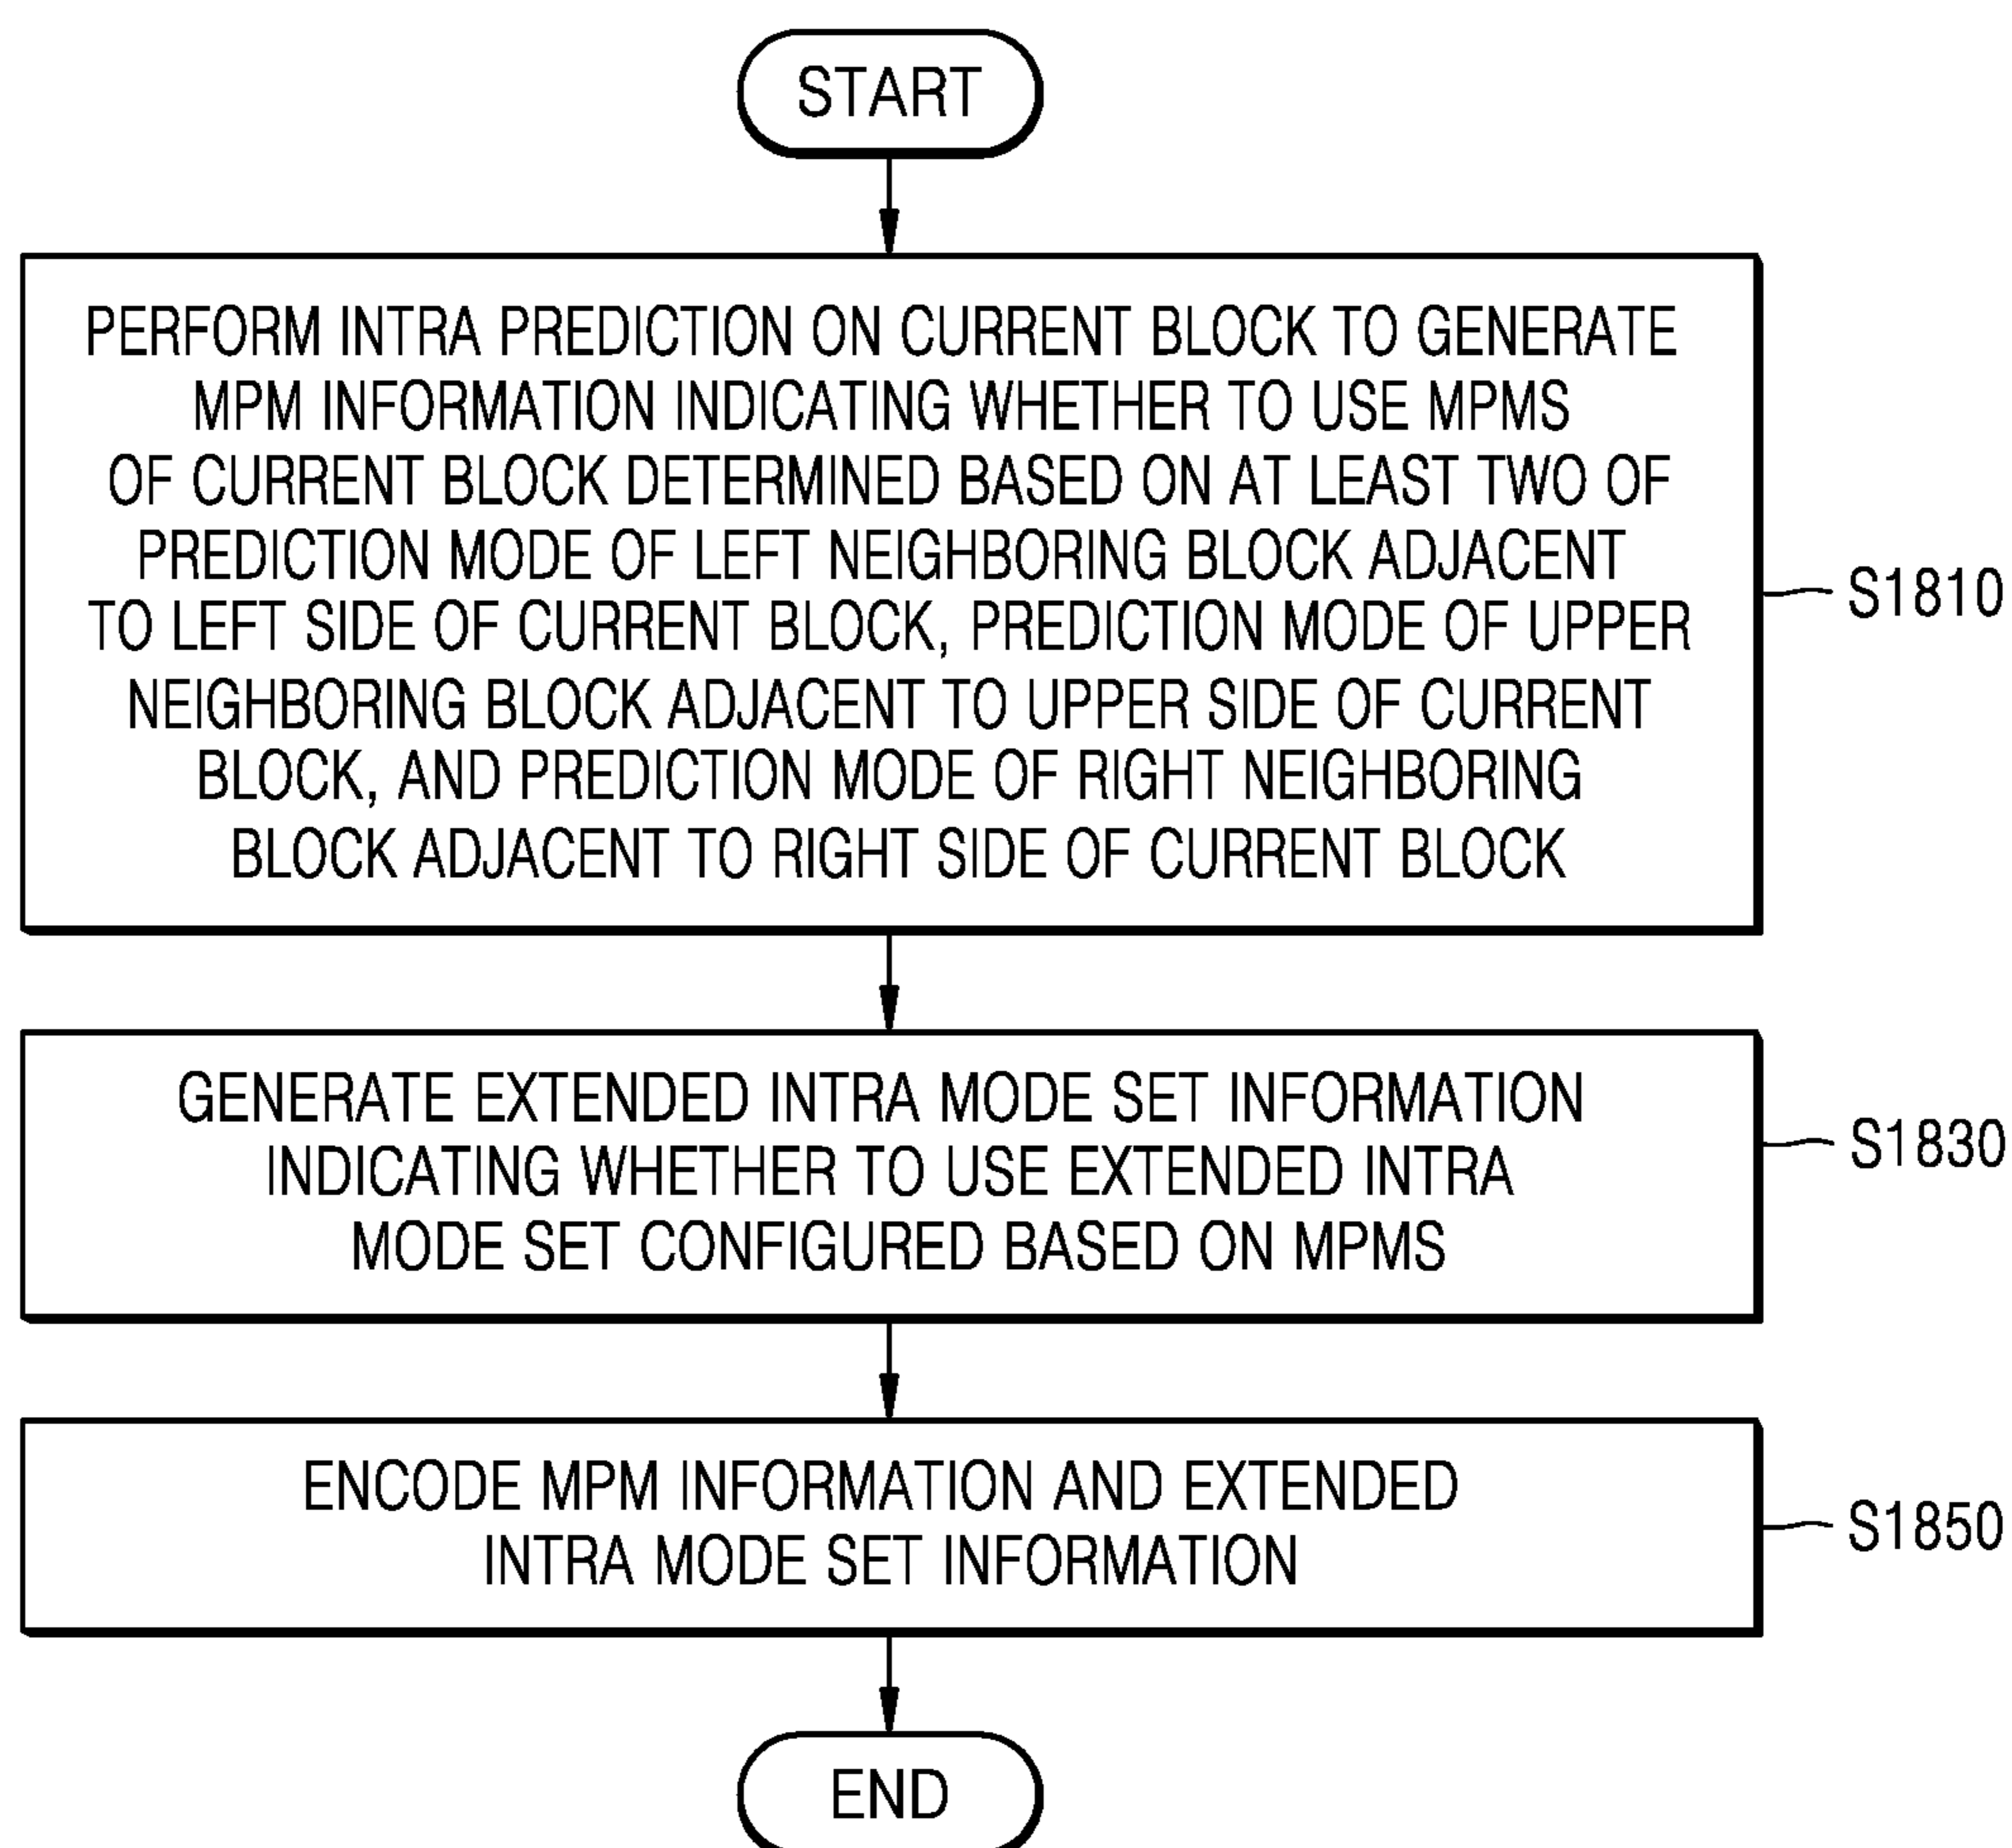 START
PERFORM INTRA PREDICTION ON CURRENT BLOCK TO GENERATE
MPM INFORMATION INDICATING WHETHER TO USE MPMS
OF CURRENT BLOCK DETERMINED BASED ON AT LEAST TWO OF
PREDICTION MODE OF LEFT NEIGHBORING BLOCK ADJACENT
TO LEFT SIDE OF CURRENT BLOCK, PREDICTION MODE OF UPPER
NEIGHBORING BLOCK ADJACENT TO UPPER SIDE OF CURRENT
BLOCK, AND PREDICTION MODE OF RIGHT NEIGHBORING
BLOCK ADJACENT TO RIGHT SIDE OF CURRENT BLOCK
S1810
GENERATE EXTENDED INTRA MODE SET INFORMATION
INDICATING WHETHER TO USE EXTENDED INTRA
MODE SET CONFIGURED BASED ON MPMS
S1830
ENCODE MPM INFORMATION AND EXTENDED
INTRA MODE SET INFORMATION
S1850
END